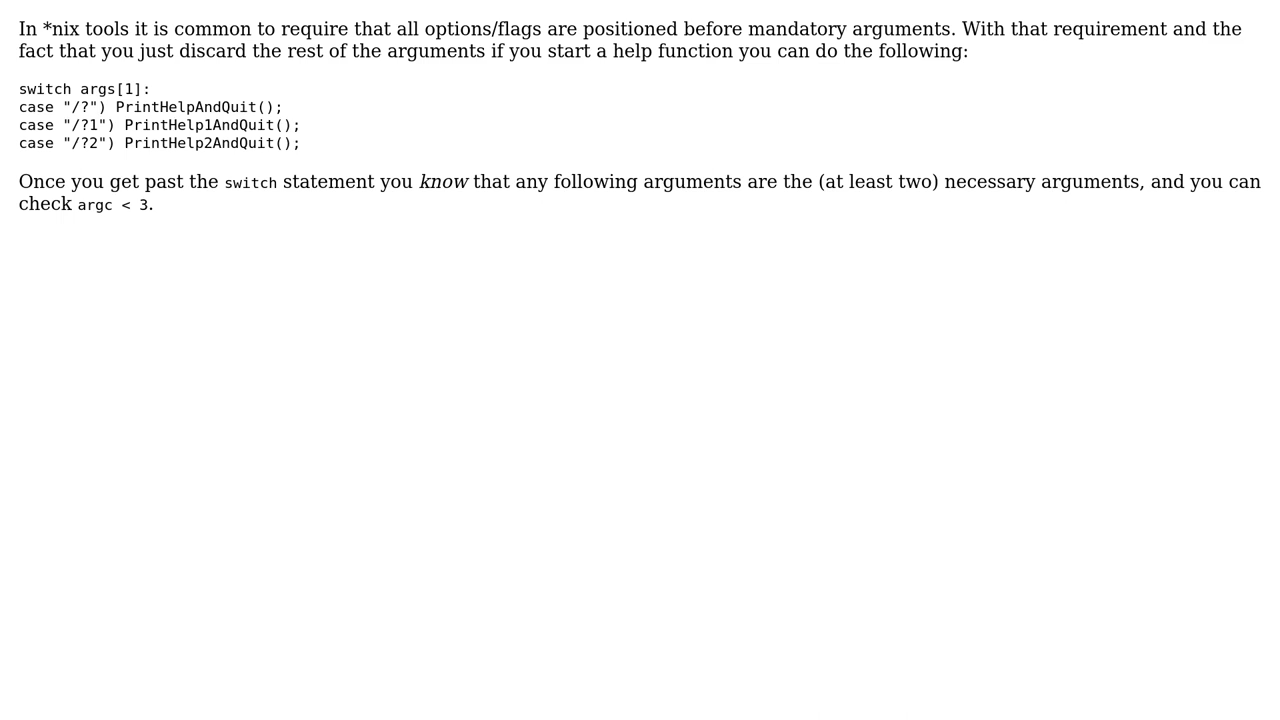 In *nix tools it is common to require that all options/flags are positioned before mandatory arguments. With that requirement and the
fact that you just discard the rest of the arguments if you start a help function you can do the following:
switch args[1]:
case "/?") PrintHelpAndQuit();
case "/?1") PrintHelp1AndQuit();
case "/?2") PrintHelp2AndQuit();
Once you get past the switch statement you know that any following arguments are the (at least two) necessary arguments, and you can
check argc < 3.